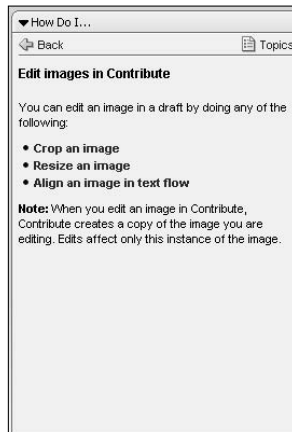 How Do I...
Back Topics
Edit images in Contribute
You can edit an image in a draft by doing any of the
following:
• Crop an image
• Resize an image
• Align an image in text flow
Note: When you edit an image in Contribute,
Contribute creates a copy of the image you are
editing. Edits affect only this instance of the image.